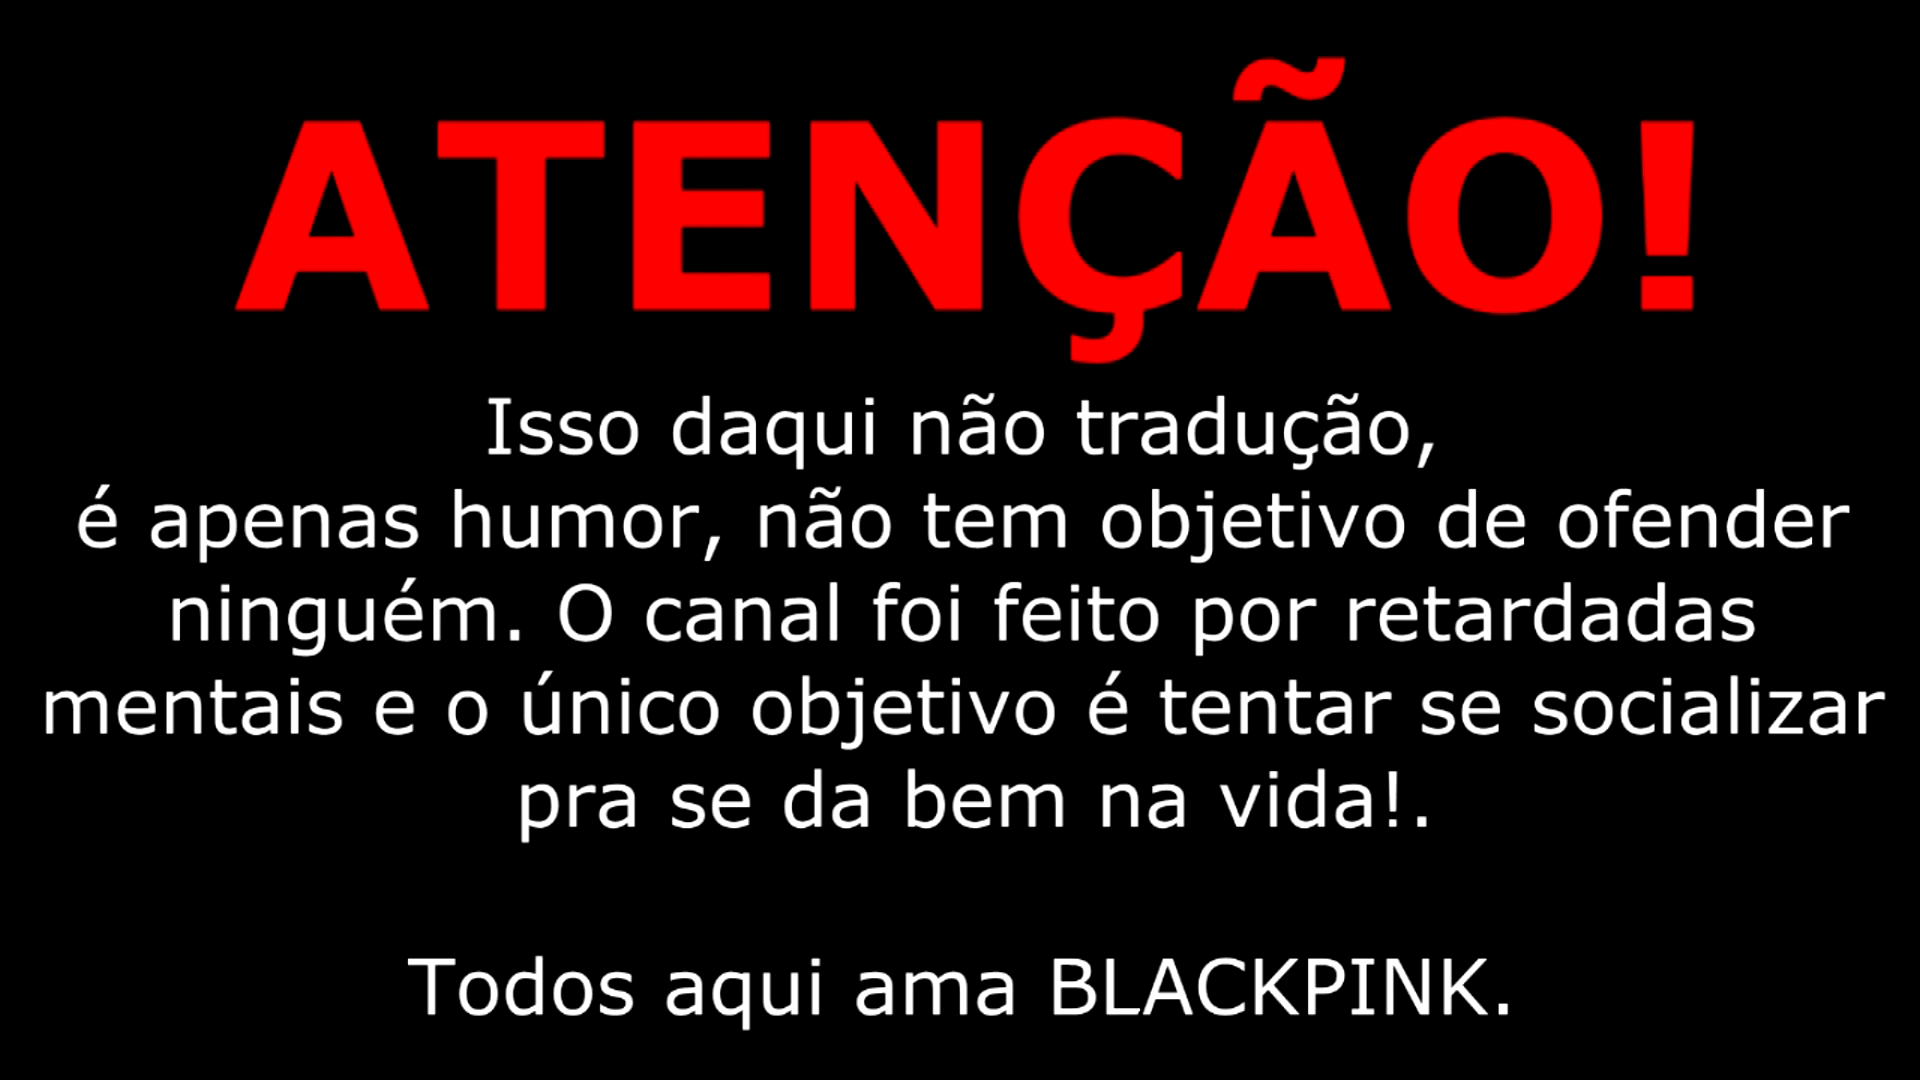 ATENÇÃO!
Isso daqui não tradução,
é apenas humor, não tem objetivo de ofender
ninguém. O canal foi feito por retardadas
mentais e o único objetivo é tentar se socializar
pra se da bem na vida!.
Todos aqui ama BLACKPINK.